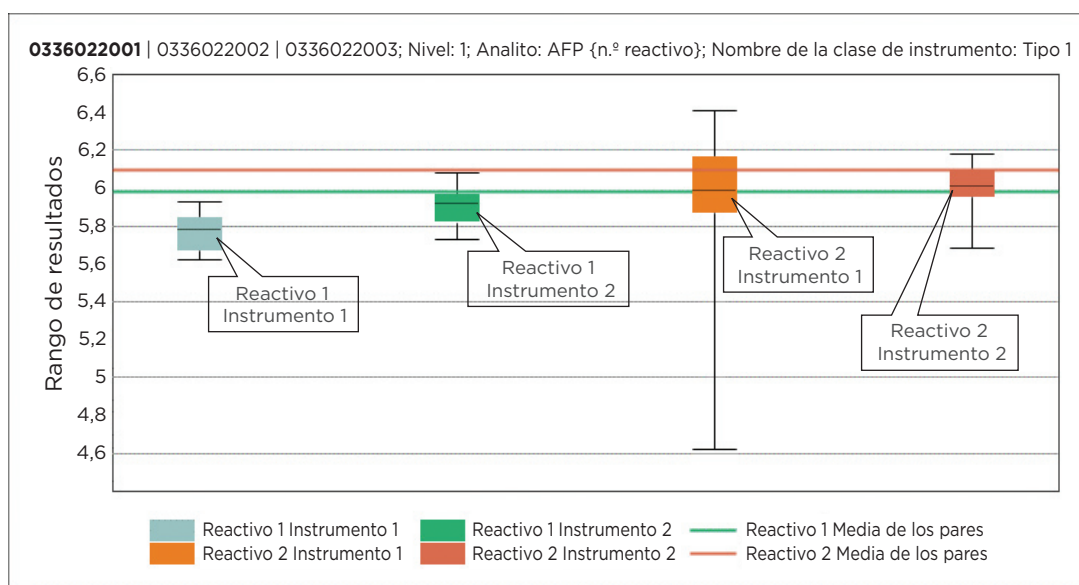 0336022001 | 0336022002 | 0336022003; Nivel: 1; Analito: AFP {n.º reactivo}; Nombre de la clase de instrumento: Tipo 1
Rango de resultados
6,6
6,4
6,2
6
5,8
5,6
5,4
5,2
5
4,8
4,6
Reactivo 1
Instrumento 1
Reactivo 1
Instrumento 2
Reactivo 2
Instrumento 1
Reactivo 2
Instrumento 2
Reactivo 1 Instrumento 1
Reactivo 1 Instrumento 2
Reactivo 1 Media de los pares
Reactivo 2 Instrumento 1
Reactivo 2 Instrumento 2
Reactivo 2 Media de los pares